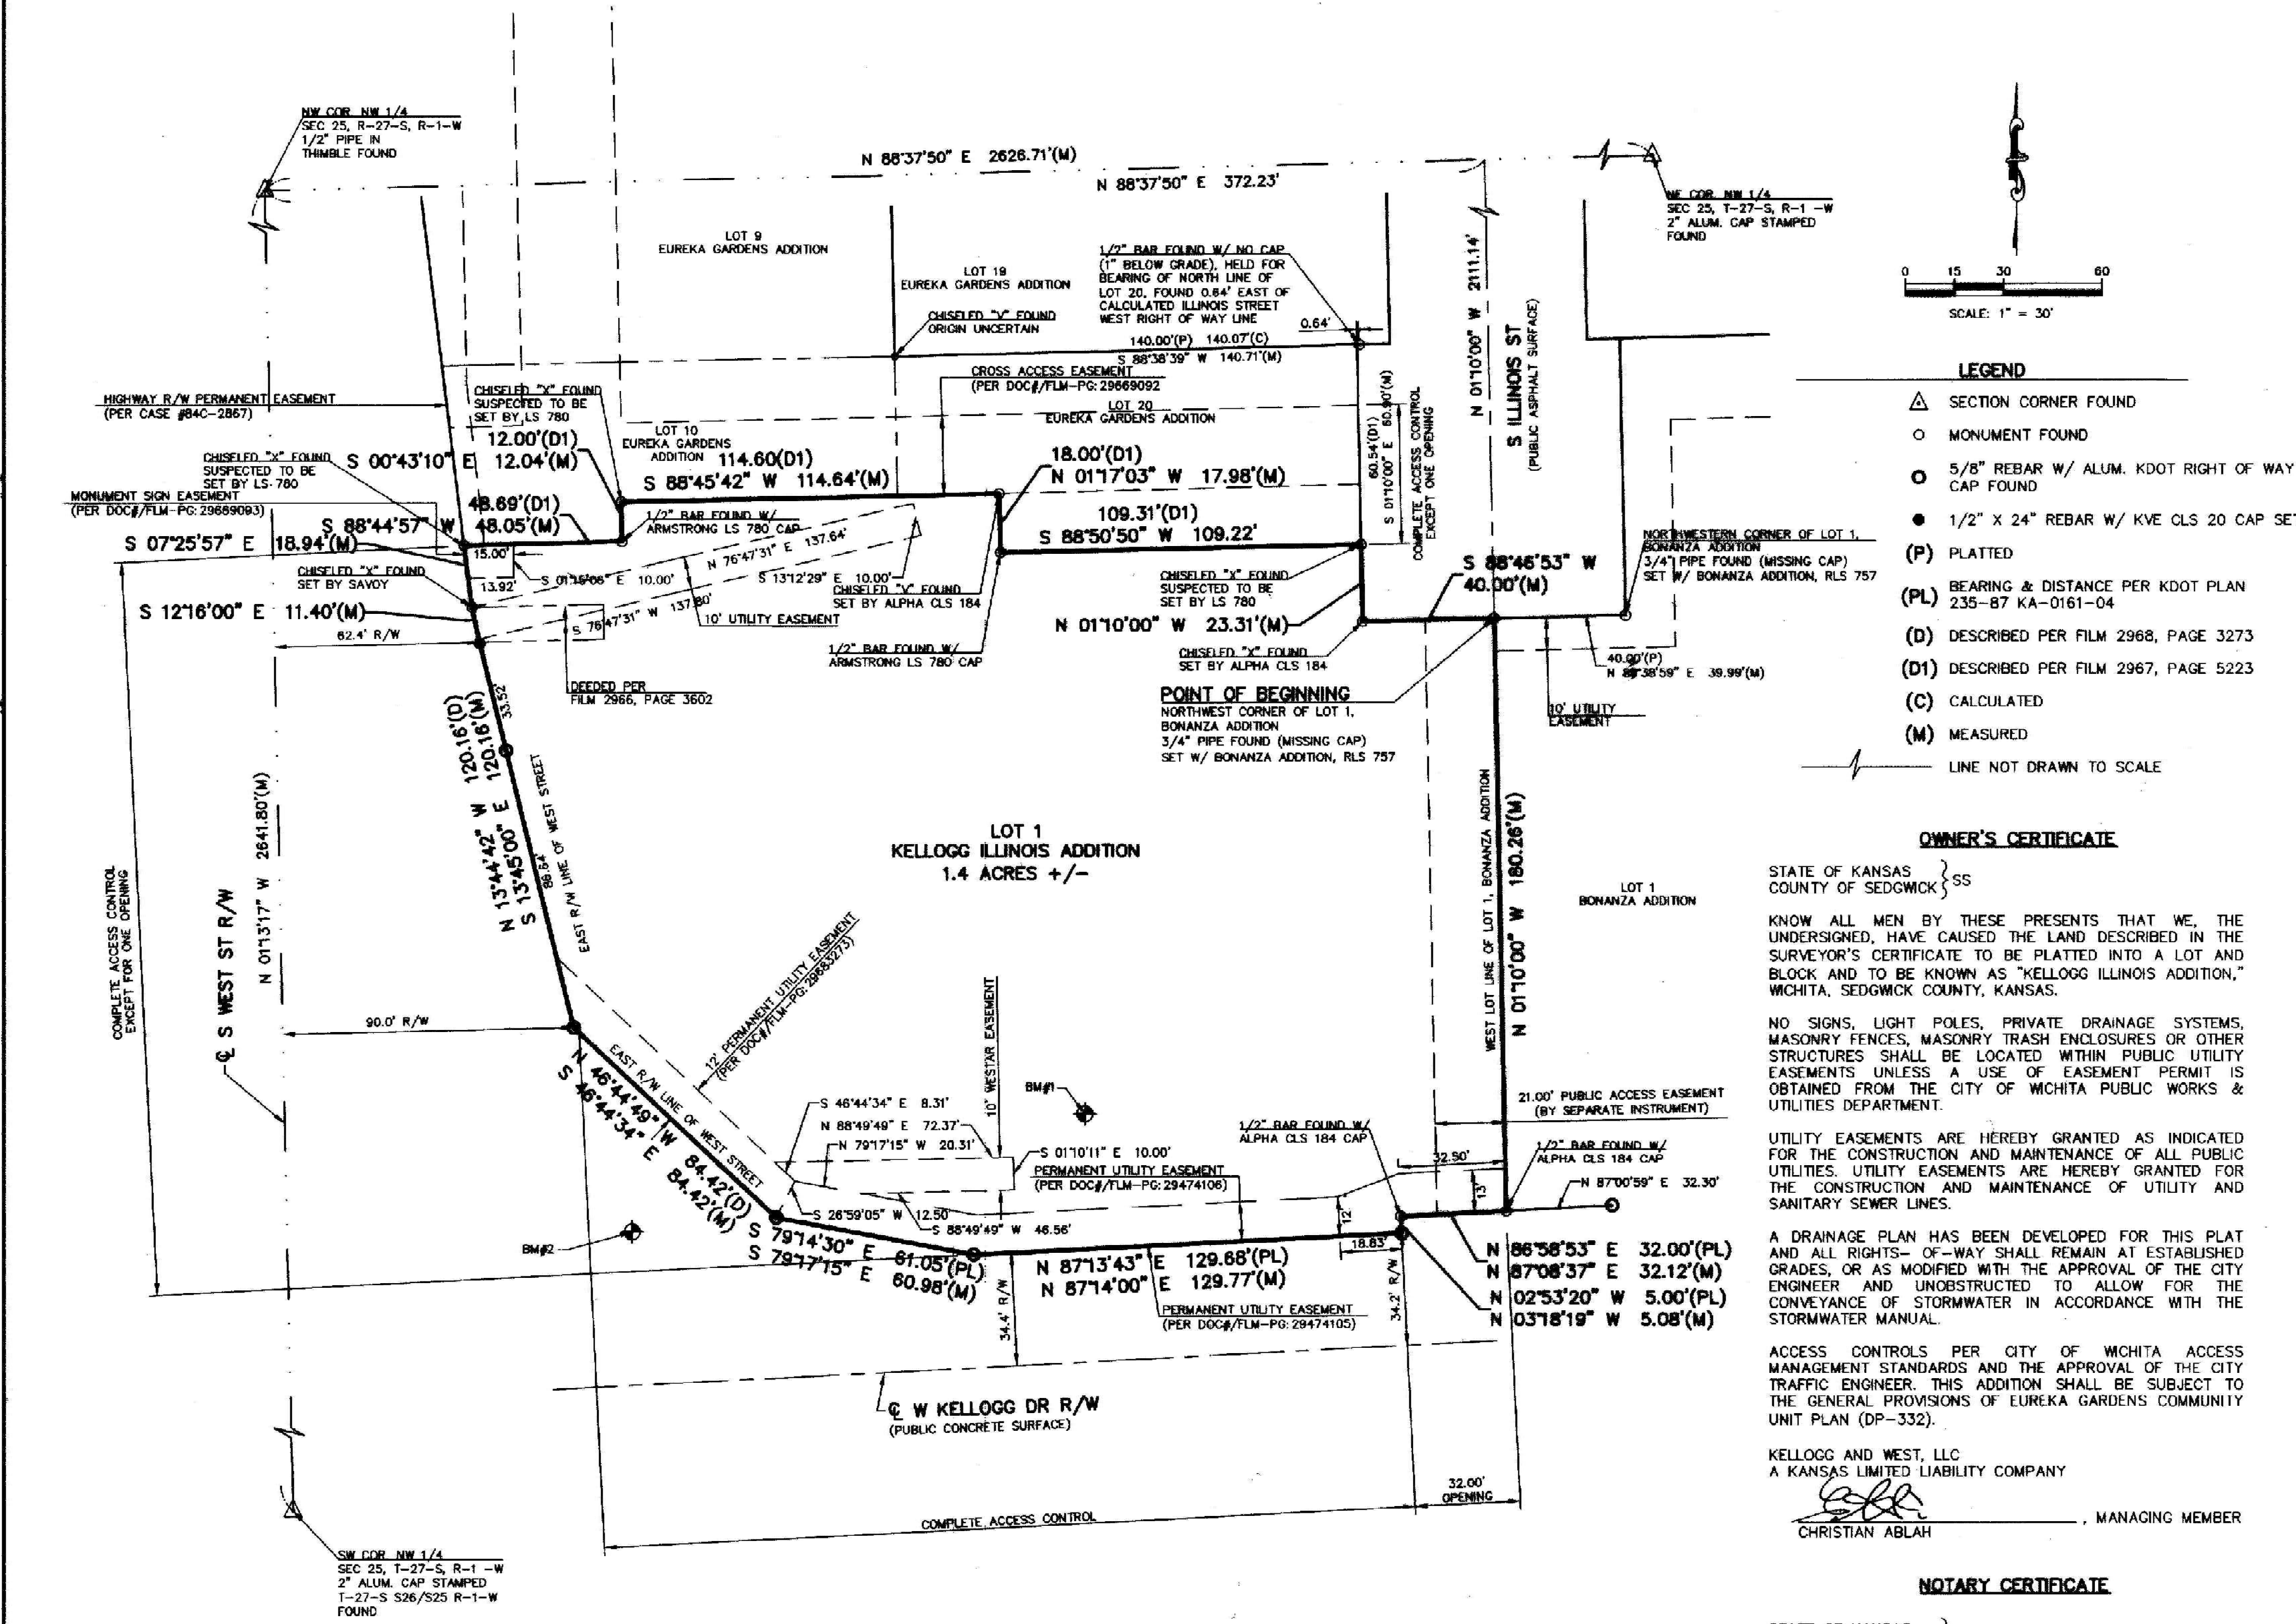 NW COR. NW 1/4
SEC 25, R-27-S, R-1-W
1/2" PIPE IN
THIMBLE FOUND
N 88°37'50" E 2626.71'(M)
N 88°37'50" E 372.23'
NE COR. NW 1/4
SEC 25, T-27-S, R-1 -W
2" ALUM. CAP STAMPED
FOUND
0 15 30 60
SCALE: 1" = 30'
LOT 9
EUREKA GARDENS ADDITION
LOT 19
EUREKA GARDENS ADDITION
CHISELED "V" FOUND
ORIGIN UNCERTAIN
1/2" BAR FOUND W/ NO CAP
(1" BELOW GRADE), HELD FOR
BEARING OF NORTH LINE OF
LOT 20. FOUND 0.64' EAST OF
CALCULATED ILLINOIS STREET
WEST RIGHT OF WAY LINE
0.64'
140.00'(P) 140.07'(C)
S 88°38'39" W 140.71'(M)
N 01°10'00" W 2111.14'
S ILLINOIS ST
(PUBLIC ASPHALT SURFACE)
HIGHWAY R/W PERMANENT EASEMENT
(PER CASE #84C-2867)
CHISELED "X" FOUND
SUSPECTED TO BE
SET BY LS 780
CROSS ACCESS EASEMENT
(PER DOC#/FLM-PG: 29669092
LOT 20
EUREKA GARDENS ADDITION
LOT 10
EUREKA GARDENS
ADDITION
12.00'(D1)
S 00°43'10" E 12.04'(M)
114.60(D1)
S 88°45'42" W 114.64'(M)
18.00'(D1)
N 01°17'03" W 17.98'(M)
60.54'(D1)
S 01°10'00" E 60.90'(M)
COMPLETE ACCESS CONTROL
EXCEPT ONE OPENING
CHISELED "X" FOUND
SUSPECTED TO BE
SET BY LS 780
MONUMENT SIGN EASEMENT
(PER DOC#/FLM-PG: 29669093)
48.69'(D1)
S 88°44'57" W 48.05'(M)
S 07°25'57" E 18.94'(M)
1/2" BAR FOUND W/
ARMSTRONG LS 780 CAP
109.31'(D1)
S 88°50'50" W 109.22'
15.00'
13.92'
S 01°15'06" E 10.00'
N 76°47'31" E 137.64'
S 13°12'29" E 10.00'
S 76°47'31" W 137.80'
10' UTILITY EASEMENT
CHISELED "X" FOUND
SET BY SAVOY
S 12°16'00" E 11.40'(M)
62.4' R/W
DEEDED PER
FILM 2966, PAGE 3602
CHISELED "V" FOUND
SET BY ALPHA CLS 184
1/2" BAR FOUND W/
ARMSTRONG LS 780 CAP
CHISELED "X" FOUND
SUSPECTED TO BE
SET BY LS 780
N 01°10'00" W 23.31'(M)
CHISELED "X" FOUND
SET BY ALPHA CLS 184
S 88°46'53" W
40.00'(M)
NORTHWESTERN CORNER OF LOT 1,
BONANZA ADDITION
3/4" PIPE FOUND (MISSING CAP)
SET W/ BONANZA ADDITION, RLS 757
40.00'(P)
39.99'(M)
10' UTILITY
EASEMENT
POINT OF BEGINNING
NORTHWEST CORNER OF LOT 1,
BONANZA ADDITION
3/4" PIPE FOUND (MISSING CAP)
SET W/ BONANZA ADDITION, RLS 757
LEGEND
SECTION CORNER FOUND
MONUMENT FOUND
5/8" REBAR W/ ALUM. KDOT RIGHT OF WAY
CAP FOUND
1/2" X 24" REBAR W/ KVE CLS 20 CAP SET
(P) PLATTED
(PL) BEARING & DISTANCE PER KDOT PLAN
235-87 KA-0161-04
(D) DESCRIBED PER FILM 2968, PAGE 3273
(D1) DESCRIBED PER FILM 2967, PAGE 5223
(C) CALCULATED
(M) MEASURED
LINE NOT DRAWN TO SCALE
N 13°44'42" W 120.16'(D)
S 13°45'00" E 120.16'(M)
33.52'
86.64'
EAST R/W LINE OF WEST STREET
COMPLETE ACCESS CONTROL
EXCEPT FOR ONE OPENING
N 01°13'17" W 2641.80'(M)
℄ S WEST ST R/W
90.0' R/W
LOT 1
KELLOGG ILLINOIS ADDITION
1.4 ACRES +/-
WEST LOT LINE OF LOT 1, BONANZA ADDITION
N 01°10'00" W 180.26'(M)
LOT 1
BONANZA ADDITION
12' PERMANENT UTILITY EASEMENT
(PER DOC#/FLM-PG: 29683273)
10' WESTAR EASEMENT
BM#1
BM#2
EAST R/W LINE OF WEST STREET
N 46°44'49" W 84.42'(D)
S 46°44'34" E 84.42'(M)
S 46°44'34" E 8.31'
N 88°49'49" E 72.37'
N 79°17'15" W 20.31'
S 01°10'11" E 10.00'
PERMANENT UTILITY EASEMENT
(PER DOC#/FLM-PG: 29474106)
S 26°59'05" W 12.50'
S 88°49'49" W 46.56'
1/2" BAR FOUND W/
ALPHA CLS 184 CAP
21.00' PUBLIC ACCESS EASEMENT
(BY SEPARATE INSTRUMENT)
32.50'
13'
12'
18.83'
1/2" BAR FOUND W/
ALPHA CLS 184 CAP
N 87°00'59" E 32.30'
S 79°14'30" E 61.05'(PL)
S 79°17'15" E 60.98'(M)
N 87°13'43" E 129.68'(PL)
N 87°14'00" E 129.77'(M)
N 86°58'53" E 32.00'(PL)
N 87°08'37" E 32.12'(M)
N 02°53'20" W 5.00'(PL)
N 03°18'19" W 5.08'(M)
34.4' R/W
34.2' R/W
PERMANENT UTILITY EASEMENT
(PER DOC#/FLM-PG: 29474105)
℄ W KELLOGG DR R/W
(PUBLIC CONCRETE SURFACE)
32.00'
OPENING
COMPLETE ACCESS CONTROL
SW COR. NW 1/4
SEC 25, T-27-S, R-1 -W
2" ALUM. CAP STAMPED
T-27-S S26/S25 R-1-W
FOUND
OWNER'S CERTIFICATE
STATE OF KANSAS
COUNTY OF SEDGWICK } SS
KNOW ALL MEN BY THESE PRESENTS THAT WE, THE
UNDERSIGNED, HAVE CAUSED THE LAND DESCRIBED IN THE
SURVEYOR'S CERTIFICATE TO BE PLATTED INTO A LOT AND
BLOCK AND TO BE KNOWN AS "KELLOGG ILLINOIS ADDITION,"
WICHITA, SEDGWICK COUNTY, KANSAS.
NO SIGNS, LIGHT POLES, PRIVATE DRAINAGE SYSTEMS,
MASONRY FENCES, MASONRY TRASH ENCLOSURES OR OTHER
STRUCTURES SHALL BE LOCATED WITHIN PUBLIC UTILITY
EASEMENTS UNLESS A USE OF EASEMENT PERMIT IS
OBTAINED FROM THE CITY OF WICHITA PUBLIC WORKS &
UTILITIES DEPARTMENT.
UTILITY EASEMENTS ARE HEREBY GRANTED AS INDICATED
FOR THE CONSTRUCTION AND MAINTENANCE OF ALL PUBLIC
UTILITIES. UTILITY EASEMENTS ARE HEREBY GRANTED FOR
THE CONSTRUCTION AND MAINTENANCE OF UTILITY AND
SANITARY SEWER LINES.
A DRAINAGE PLAN HAS BEEN DEVELOPED FOR THIS PLAT
AND ALL RIGHTS- OF-WAY SHALL REMAIN AT ESTABLISHED
GRADES, OR AS MODIFIED WITH THE APPROVAL OF THE CITY
ENGINEER AND UNOBSTRUCTED TO ALLOW FOR THE
CONVEYANCE OF STORMWATER IN ACCORDANCE WITH THE
STORMWATER MANUAL.
ACCESS CONTROLS PER CITY OF WICHITA ACCESS
MANAGEMENT STANDARDS AND THE APPROVAL OF THE CITY
TRAFFIC ENGINEER. THIS ADDITION SHALL BE SUBJECT TO
THE GENERAL PROVISIONS OF EUREKA GARDENS COMMUNITY
UNIT PLAN (DP-332).
KELLOGG AND WEST, LLC
A KANSAS LIMITED LIABILITY COMPANY
, MANAGING MEMBER
CHRISTIAN ABLAH
NOTARY CERTIFICATE